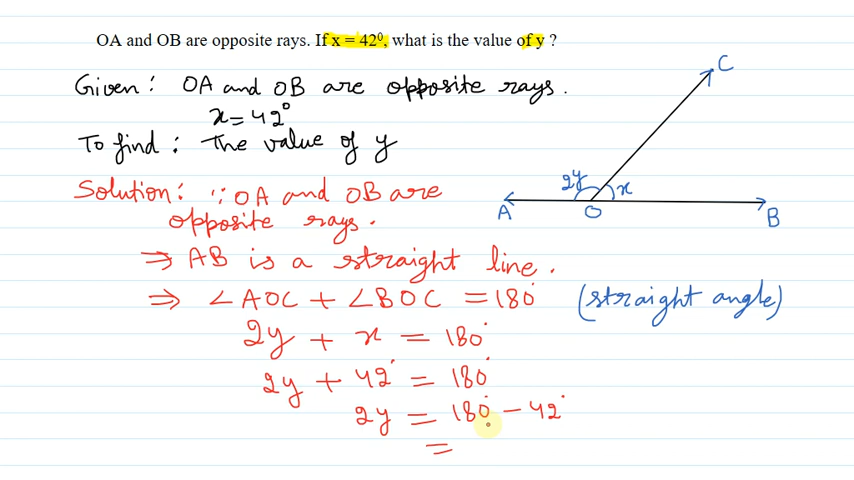 OA and OB are opposite rays. If x = 42⁰, what is the value of y ?
Given: OA and OB are opposite rays.
x = 42°
To find: The value of y
Solution: ∵ OA and OB are
opposite rays.
⇒ AB is a straight line.
⇒ ∠AOC + ∠BOC = 180° (straight angle)
2y + x = 180°
2y + 42° = 180°
2y = 180° - 42°
=
C
2y
x
A
O
B